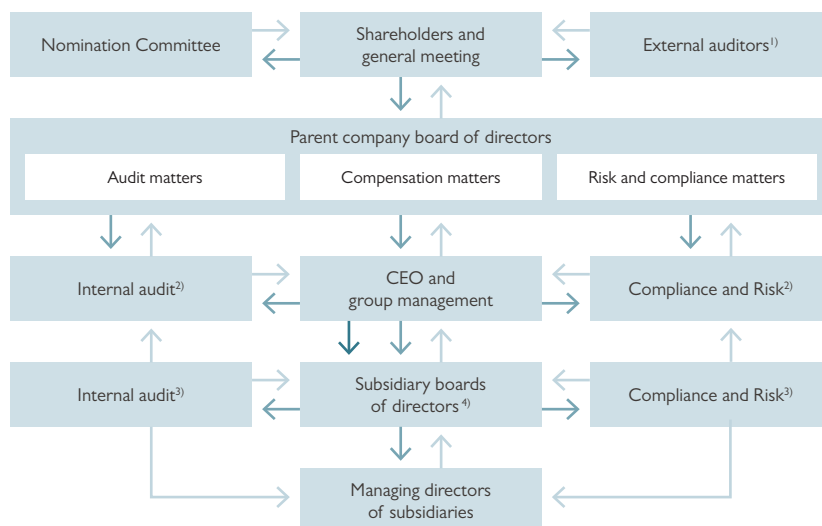 Nomination Committee
Shareholders and
general meeting
External auditors1)
Parent company board of directors
Audit matters
Compensation matters
Risk and compliance matters
Internal audit2)
CEO and
group management
Compliance and Risk2)
Internal audit3)
Subsidiary boards
of directors 4)
Compliance and Risk3)
Managing directors
of subsidiaries